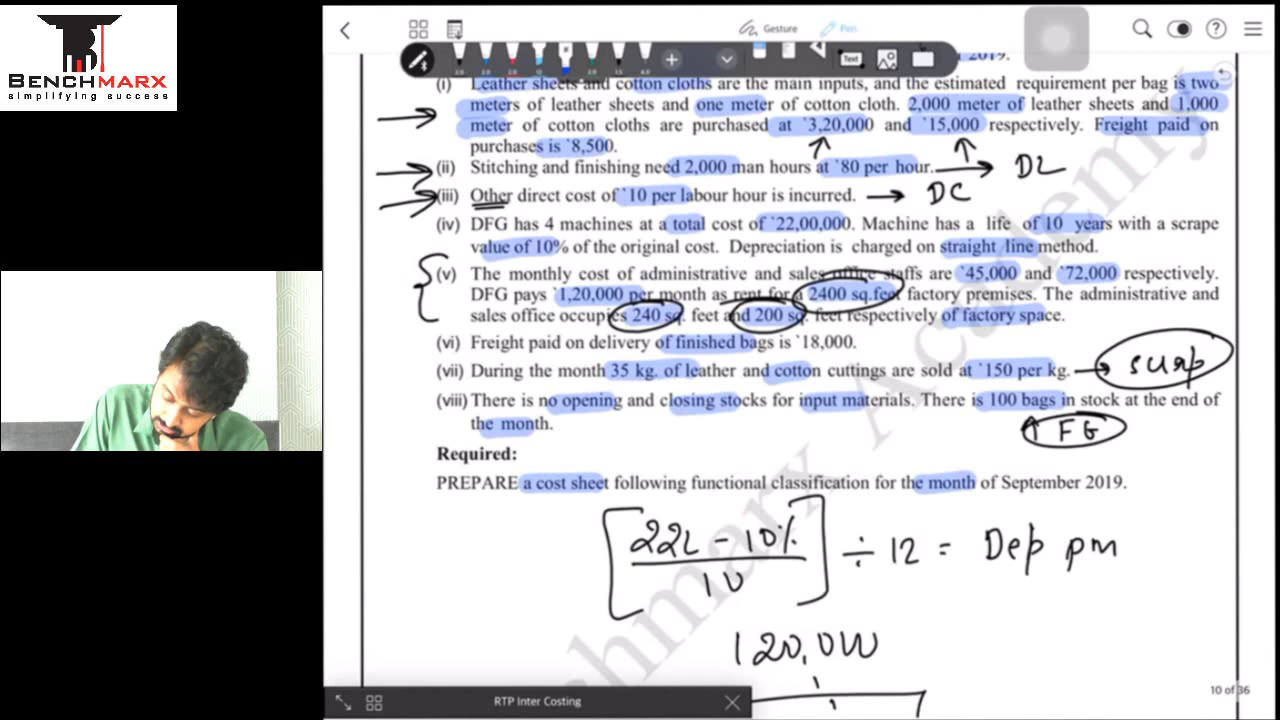 BENCHMARX
simplifying success
Gesture
Pen
Text
2019.
(i) Leather sheets and cotton cloths are the main inputs, and the estimated requirement per bag is two
meters of leather sheets and one meter of cotton cloth. 2,000 meter of leather sheets and 1,000
meter of cotton cloths are purchased at `3,20,000 and `15,000 respectively. Freight paid on
purchases is `8,500.
(ii) Stitching and finishing need 2,000 man hours at `80 per hour. DL
(iii) Other direct cost of `10 per labour hour is incurred. DC
(iv) DFG has 4 machines at a total cost of `22,00,000. Machine has a life of 10 years with a scrape
value of 10% of the original cost. Depreciation is charged on straight line method.
(v) The monthly cost of administrative and sales office staffs are `45,000 and `72,000 respectively.
DFG pays `1,20,000 per month as rent for a 2400 sq.feet factory premises. The administrative and
sales office occupies 240 sq. feet and 200 sq. feet respectively of factory space.
(vi) Freight paid on delivery of finished bags is `18,000.
(vii) During the month 35 kg. of leather and cotton cuttings are sold at `150 per kg. scrap
(viii) There is no opening and closing stocks for input materials. There is 100 bags in stock at the end of
the month. FG
Required:
PREPARE a cost sheet following functional classification for the month of September 2019.
[22L - 10% / 10] ÷ 12 = Dep pm
120,000
Benchmarx Academy
RTP Inter Costing
10 of 36